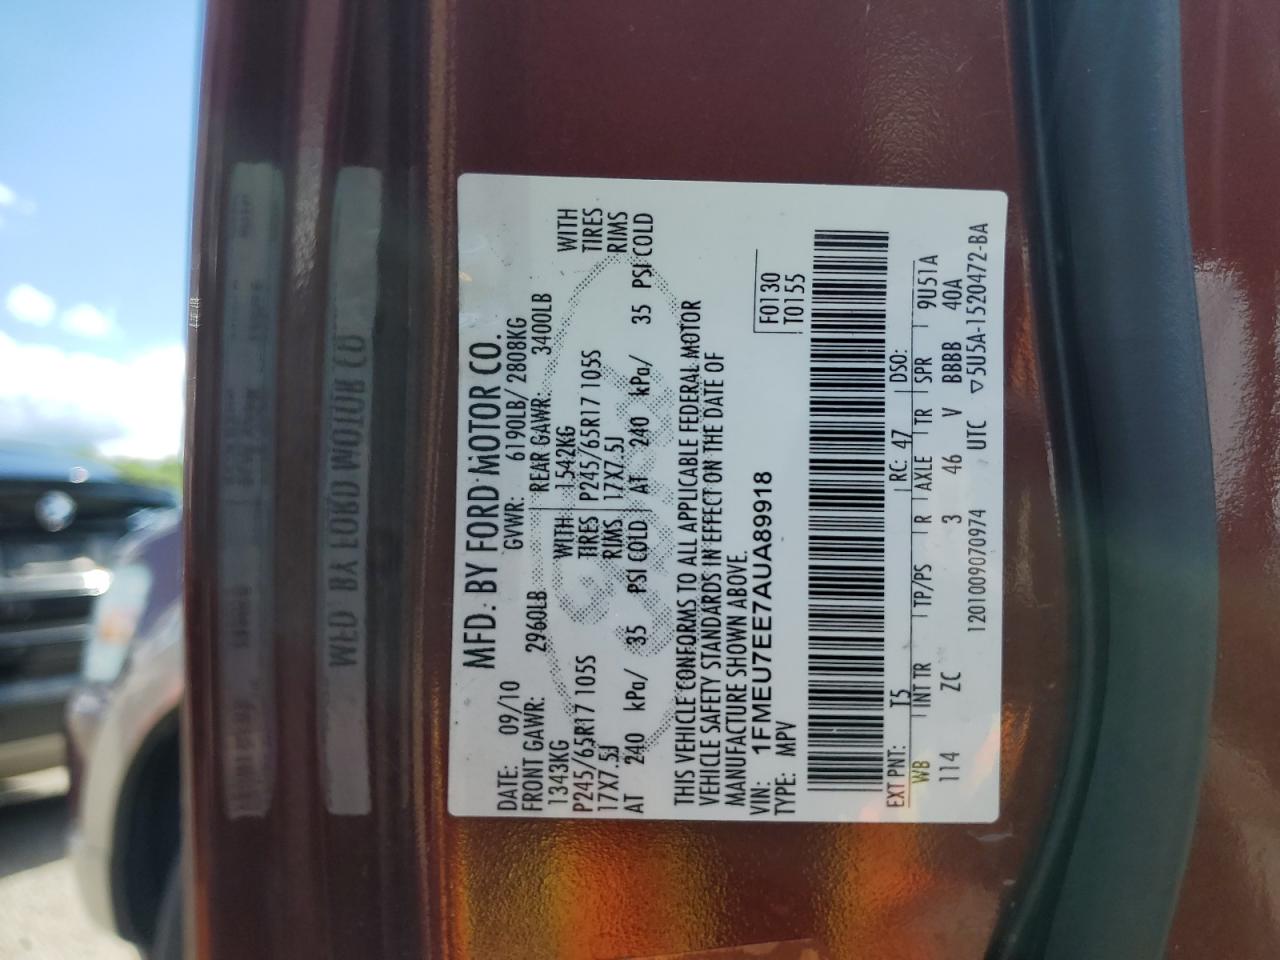 MFD. BY FORD MOTOR CO.
DATE: 09/10 GVWR: 6190LB/ 2808KG
FRONT GAWR: 2960LB REAR GAWR: 3400LB
1343KG WITH 1542KG WITH
P245/65R17 105S TIRES P245/65R17 105S TIRES
17X7.5J RIMS 17X7.5J RIMS
AT 240 kPa/ 35 PSI COLD AT 240 kPa/ 35 PSI COLD
THIS VEHICLE CONFORMS TO ALL APPLICABLE FEDERAL MOTOR
VEHICLE SAFETY STANDARDS IN EFFECT ON THE DATE OF
MANUFACTURE SHOWN ABOVE.
VIN: 1FMEU7EE7AUA89918
TYPE: MPV
F0130
T0155
EXT PNT: T5 RC: 47 DSO:
WB INT TR TP/PS R AXLE TR SPR 9U51A
114 ZC 3 46 V BBBB 40A
1201009070974 UTC ▽5U5A-1520472-BA